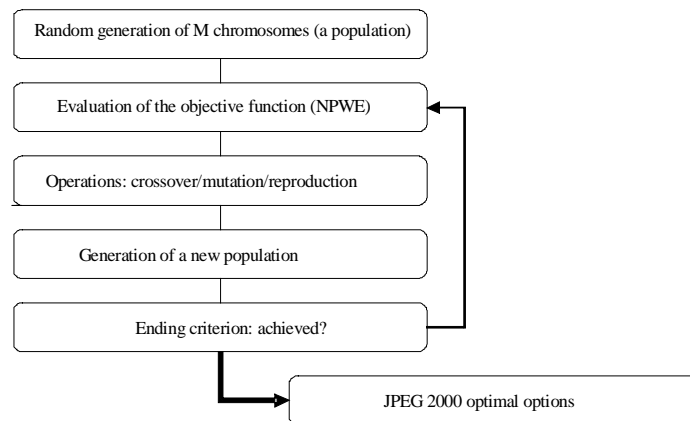 Random generation of M chromosomes (a population)
Evaluation of the objective function (NPWE)
Operations: crossover/mutation/reproduction
Generation of a new population
Ending criterion: achieved?
JPEG 2000 optimal options